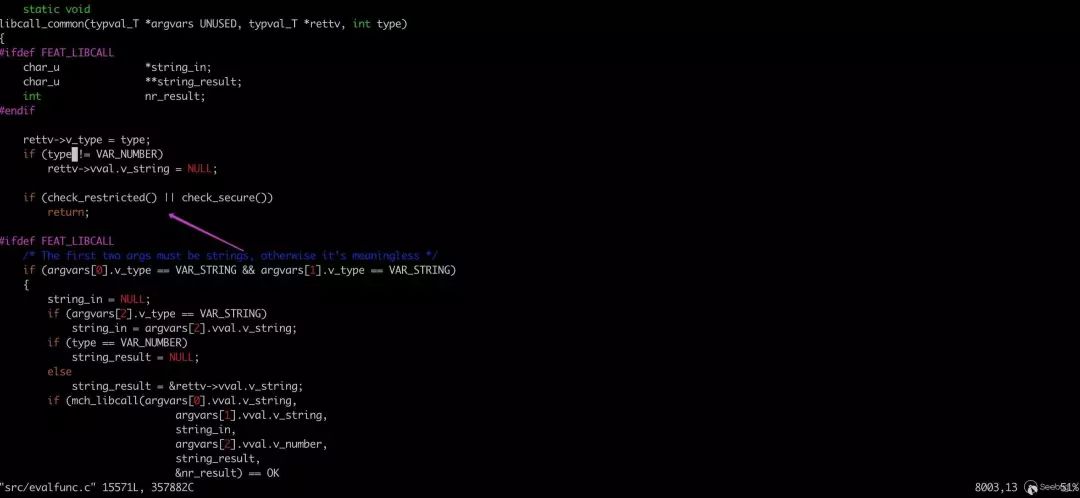 static void
libcall_common(typval_T *argvars UNUSED, typval_T *rettv, int type)
{
#ifdef FEAT_LIBCALL
    char_u              *string_in;
    char_u              **string_result;
    int                 nr_result;
#endif
    rettv->v_type = type;
    if (type != VAR_NUMBER)
        rettv->vval.v_string = NULL;
    if (check_restricted() || check_secure())
        return;
#ifdef FEAT_LIBCALL
    /* The first two args must be strings, otherwise it's meaningless */
    if (argvars[0].v_type == VAR_STRING && argvars[1].v_type == VAR_STRING)
    {
        string_in = NULL;
        if (argvars[2].v_type == VAR_STRING)
            string_in = argvars[2].vval.v_string;
        if (type == VAR_NUMBER)
            string_result = NULL;
        else
            string_result = &rettv->vval.v_string;
        if (mch_libcall(argvars[0].vval.v_string,
                             argvars[1].vval.v_string,
                             string_in,
                             argvars[2].vval.v_number,
                             string_result,
                             &nr_result) == OK
"src/evalfunc.c" 15571L, 357882C 8003,13 51%